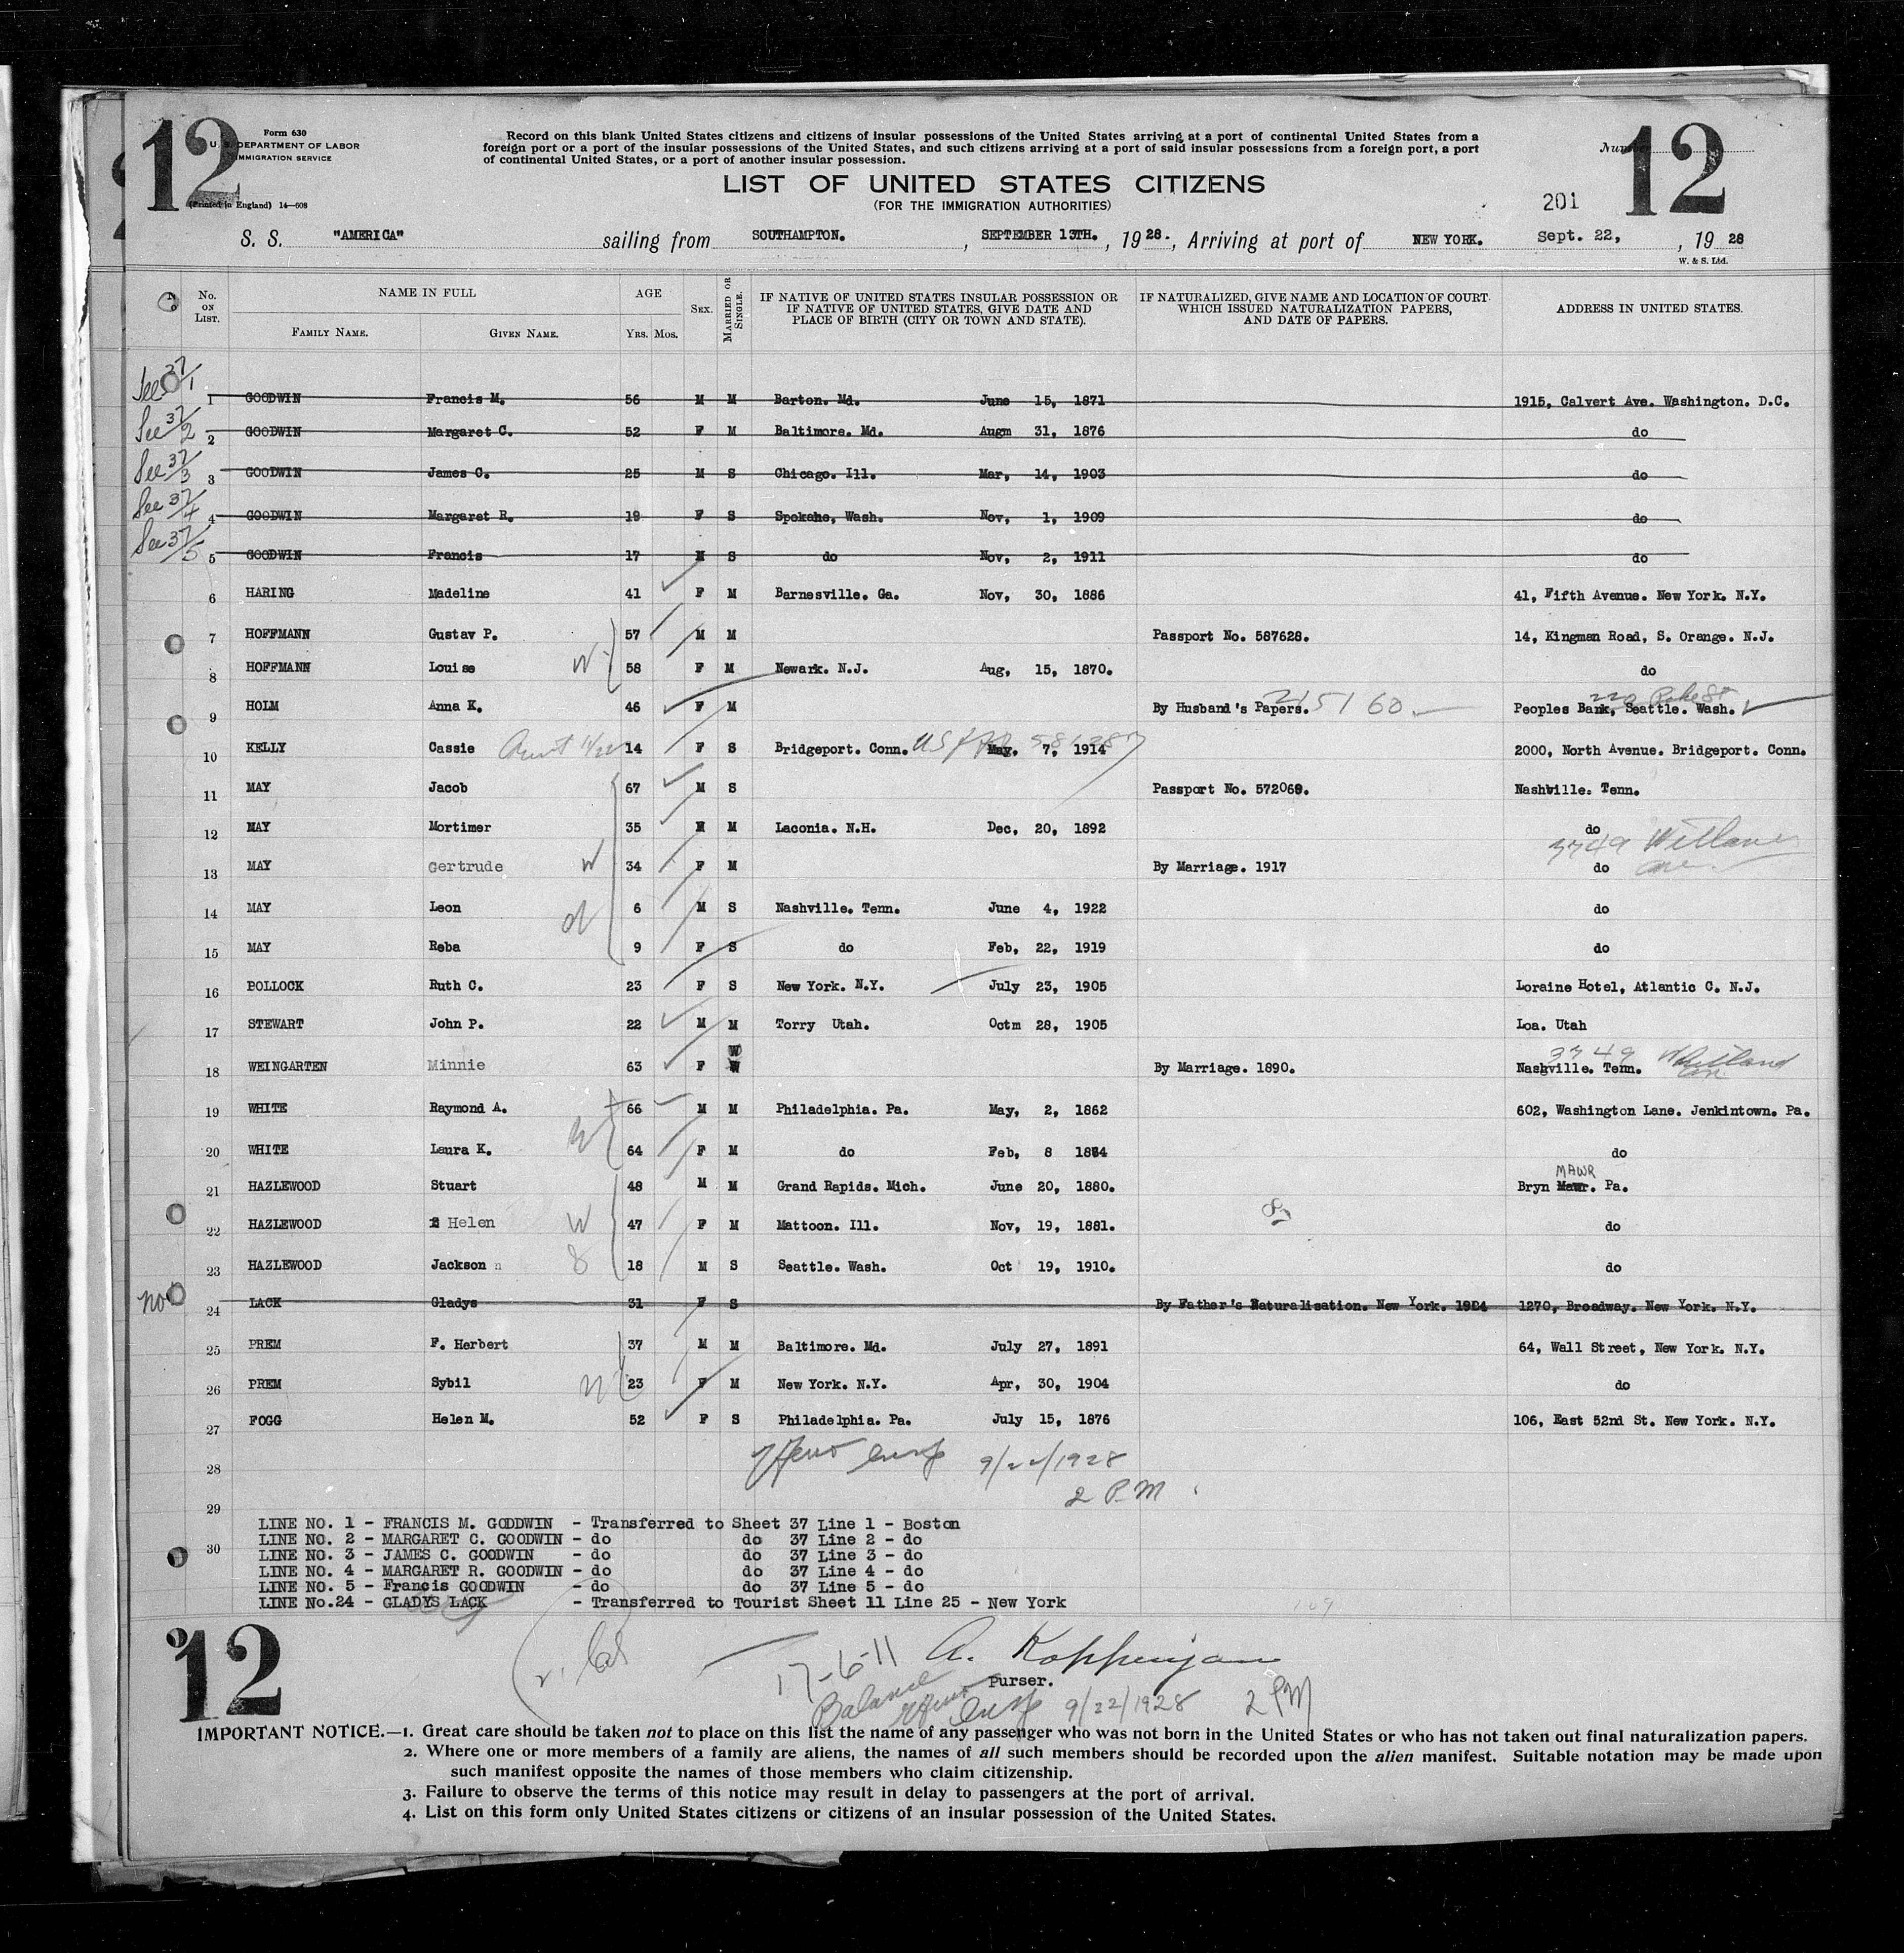 12
Form 630
U. S. DEPARTMENT OF LABOR
IMMIGRATION SERVICE
(Printed in England) 14—608
Record on this blank United States citizens and citizens of insular possessions of the United States arriving at a port of continental United States from a
foreign port or a port of the insular possessions of the United States, and such citizens arriving at a port of said insular possessions from a foreign port, a port
of continental United States, or a port of another insular possession.
Number 12
LIST OF UNITED STATES CITIZENS
(FOR THE IMMIGRATION AUTHORITIES)
201
S. S. "AMERICA" sailing from SOUTHAMPTON. , SEPTEMBER 13TH. , 1928. , Arriving at port of NEW YORK. Sept. 22, , 1928
W. & S. Ltd.
No. ON LIST. NAME IN FULL AGE SEX. MARRIED OR SINGLE. IF NATIVE OF UNITED STATES INSULAR POSSESSION OR IF NATIVE OF UNITED STATES, GIVE DATE AND PLACE OF BIRTH (CITY OR TOWN AND STATE). IF NATURALIZED, GIVE NAME AND LOCATION OF COURT WHICH ISSUED NATURALIZATION PAPERS, AND DATE OF PAPERS. ADDRESS IN UNITED STATES.
FAMILY NAME. GIVEN NAME. YRS. MOS.
See 37/1 1 GOODWIN Francis M. 56 M M Barton. Md. June 15, 1871 1915, Calvert Ave. Washington. D.C.
See 37/2 2 GOODWIN Margaret C. 52 F M Baltimore. Md. Augm 31, 1876 do
See 37/3 3 GOODWIN James C. 25 M S Chicago. Ill. Mar, 14, 1903 do
See 37/4 4 GOODWIN Margaret R. 19 F S Spokane, Wash. Nov, 1, 1909 do
See 37/5 5 GOODWIN Francis 17 M S do Nov, 2, 1911 do
6 HARING Madeline 41 F M Barnesville. Ga. Nov, 30, 1886 41, Fifth Avenue. New York. N.Y.
7 HOFFMANN Gustav P. 57 M M Passport No. 587628. 14, Kingman Road, S. Orange. N.J.
8 HOFFMANN Louise W 58 F M Newark. N.J. Aug, 15, 1870. do
9 HOLM Anna K. 46 F M By Husband's Papers. 215160 Peoples Bank, Seattle. Wash.
10 KELLY Cassie 14 F S Bridgeport. Conn. May, 7, 1914 2000, North Avenue. Bridgeport. Conn.
11 MAY Jacob 67 M S Passport No. 572069. Nashville. Tenn.
12 MAY Mortimer 35 M M Laconia. N.H. Dec, 20, 1892 do
13 MAY Gertrude W 34 F M By Marriage. 1917 do
14 MAY Leon 6 M S Nashville. Tenn. June 4, 1922 do
15 MAY Reba 9 F S do Feb, 22, 1919 do
16 POLLOCK Ruth C. 23 F S New York. N.Y. July 23, 1905 Loraine Hotel, Atlantic C. N.J.
17 STEWART John P. 22 M M Torry Utah. Octm 28, 1905 Loa. Utah
18 WEINGARTEN Minnie 63 F W By Marriage. 1890. Nashville. Tenn. 3749 Whitland
19 WHITE Raymond A. 66 M M Philadelphia. Pa. May, 2, 1862 602, Washington Lane. Jenkintown. Pa.
20 WHITE Laura K. W 64 F M do Feb, 8 1864 do
21 HAZLEWOOD Stuart 48 M M Grand Rapids. Mich. June 20, 1880. Bryn MAWR. Pa.
22 HAZLEWOOD Helen W 47 F M Mattoon. Ill. Nov, 19, 1881. do
23 HAZLEWOOD Jackson 18 M S Seattle. Wash. Oct 19, 1910. do
no 24 LACK Gladys 31 F S By Father's Naturalisation. New York. 1270, Broadway. New York. N.Y.
25 PREM F. Herbert 37 M M Baltimore. Md. July 27, 1891 64, Wall Street, New York. N.Y.
26 PREM Sybil W 23 F M New York. N.Y. Apr, 30, 1904 do
27 FOGG Helen M. 52 F S Philadelphia. Pa. July 15, 1876 106, East 52nd St. New York. N.Y.
28 9/22/1928
2 P.M
29
LINE NO. 1 - FRANCIS M. GODDWIN - Transferred to Sheet 37 Line 1 - Boston
LINE NO. 2 - MARGARET C. GOODWIN - do do 37 Line 2 - do
30 LINE NO. 3 - JAMES C. GOODWIN - do do 37 Line 3 - do
LINE NO. 4 - MARGARET R. GOODWIN - do do 37 Line 4 - do
LINE NO. 5 - Francis GOODWIN - do do 37 Line 5 - do
LINE No.24 - GLADYS LACK - Transferred to Tourist Sheet 11 Line 25 - New York
12
17-6-11 A. Koppenjan
Purser.
Balance 9/22/1928 2 PM
IMPORTANT NOTICE.—1. Great care should be taken not to place on this list the name of any passenger who was not born in the United States or who has not taken out final naturalization papers.
2. Where one or more members of a family are aliens, the names of all such members should be recorded upon the alien manifest. Suitable notation may be made upon
such manifest opposite the names of those members who claim citizenship.
3. Failure to observe the terms of this notice may result in delay to passengers at the port of arrival.
4. List on this form only United States citizens or citizens of an insular possession of the United States.